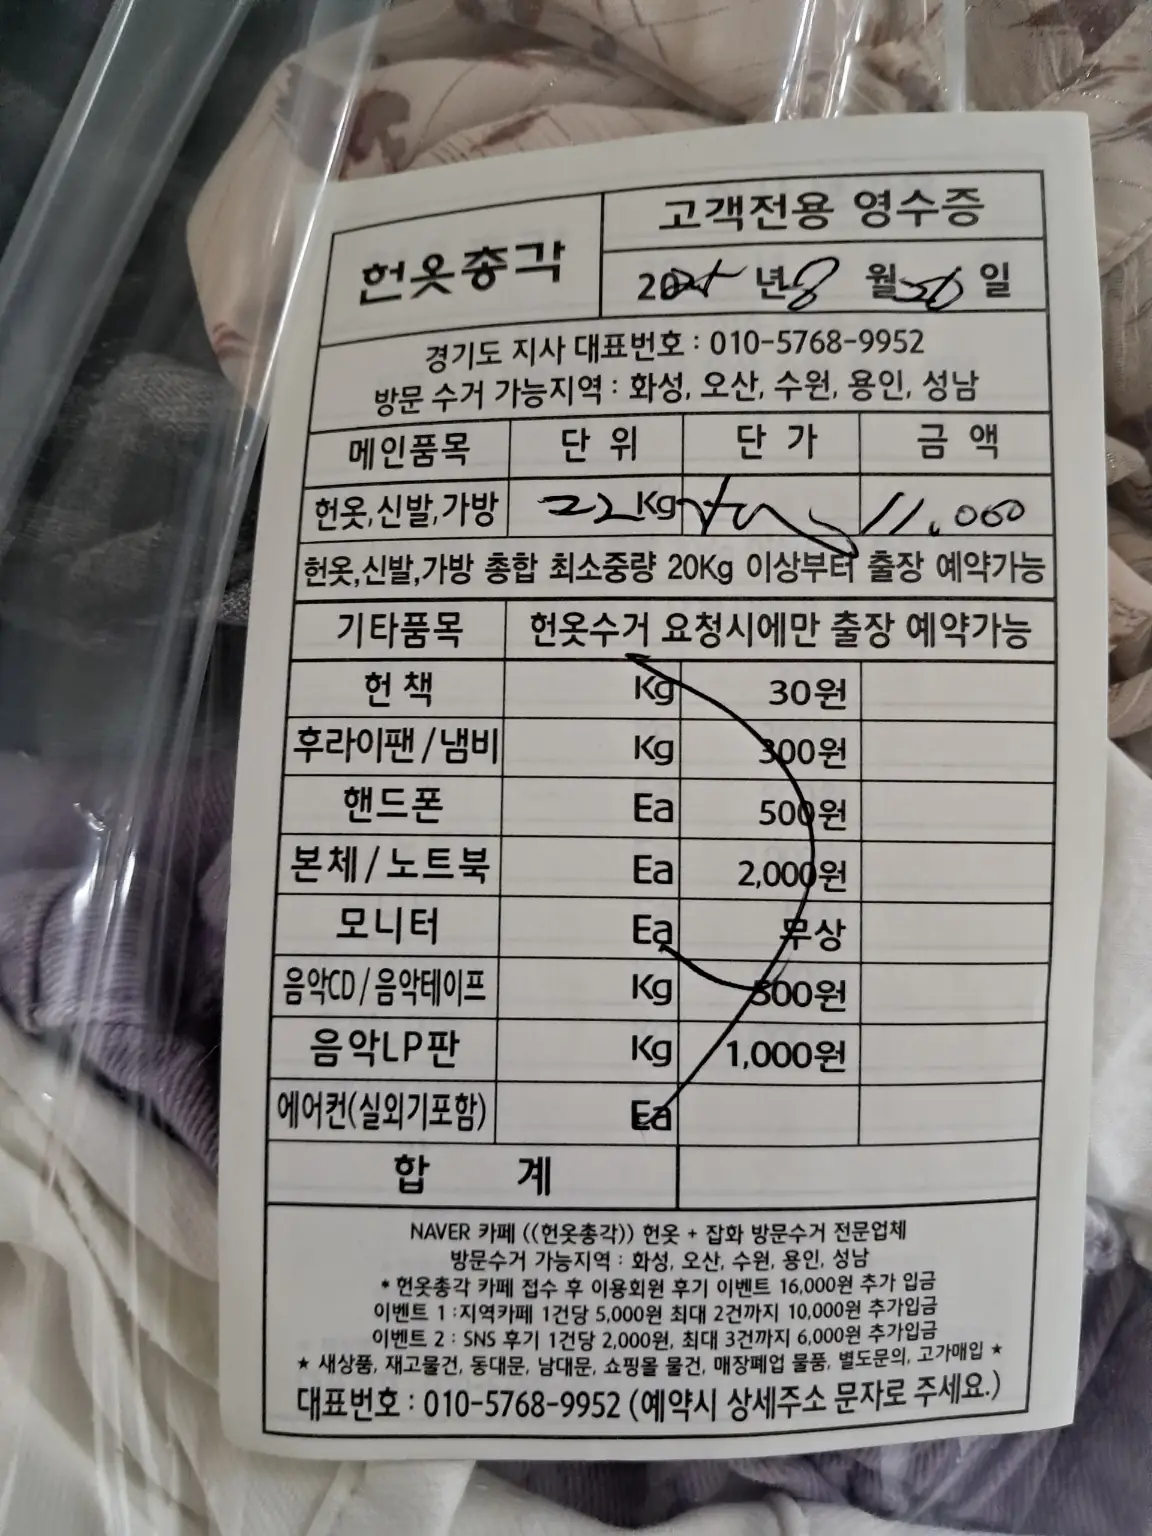 헌옷총각
고객전용 영수증
2025 년 8 월 26 일
경기도 지사 대표번호 : 010-5768-9952
방문 수거 가능지역 : 화성, 오산, 수원, 용인, 성남
메인품목 단 위 단 가 금 액
헌옷,신발,가방 22Kg 11.000
헌옷,신발,가방 총합 최소중량 20Kg 이상부터 출장 예약가능
기타품목 헌옷수거 요청시에만 출장 예약가능
헌 책 Kg 30원
후라이팬/냄비 Kg 300원
핸드폰 Ea 500원
본체/노트북 Ea 2,000원
모니터 Ea 무상
음악CD/음악테이프 Kg 500원
음악LP판 Kg 1,000원
에어컨(실외기포함) Ea
합 계
NAVER 카페 ((헌옷총각)) 헌옷 + 잡화 방문수거 전문업체
방문수거 가능지역 : 화성, 오산, 수원, 용인, 성남
* 헌옷총각 카페 접수 후 이용회원 후기 이벤트 16,000원 추가 입금
이벤트 1 : 지역카페 1건당 5,000원 최대 2건까지 10,000원 추가입금
이벤트 2 : SNS 후기 1건당 2,000원, 최대 3건까지 6,000원 추가입금
★ 새상품, 재고물건, 동대문, 남대문, 쇼핑몰 물건, 매장폐업 물품, 별도문의, 고가매입 ★
대표번호 : 010-5768-9952 (예약시 상세주소 문자로 주세요.)